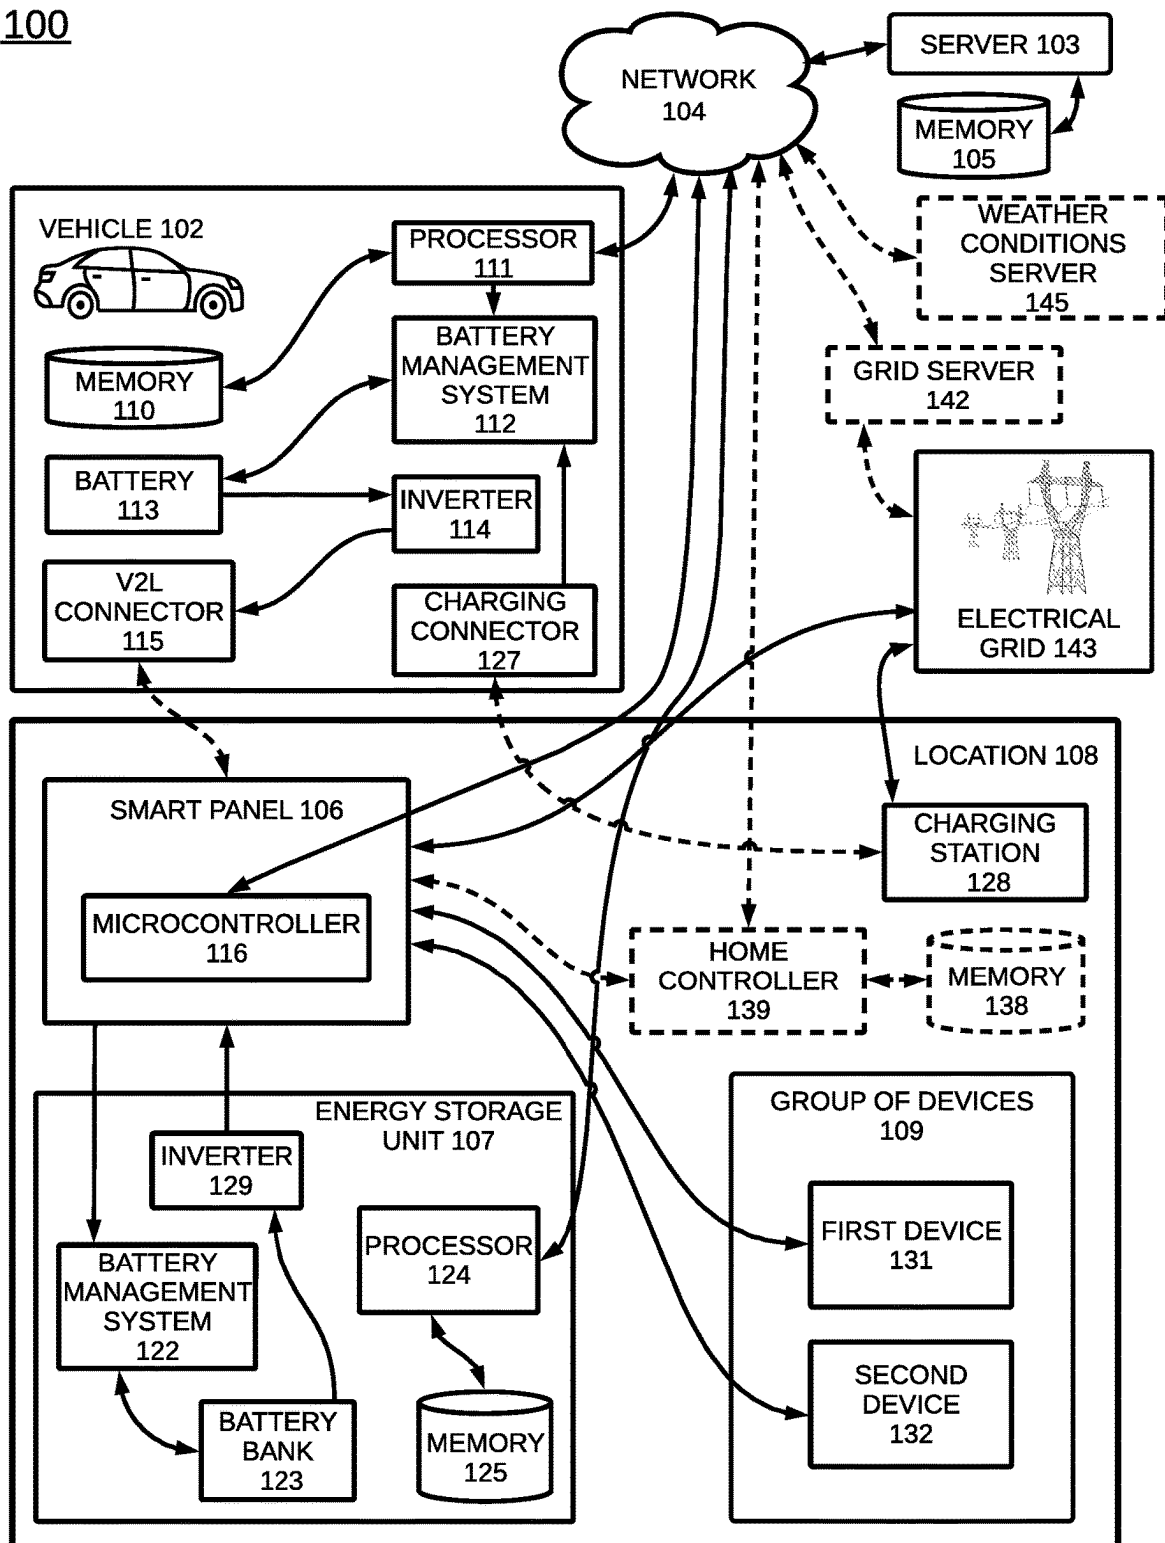 100
NETWORK
104
SERVER 103
MEMORY
105
WEATHER
CONDITIONS
SERVER
145
GRID SERVER
142
ELECTRICAL
GRID 143
VEHICLE 102
PROCESSOR
111
MEMORY
110
BATTERY
MANAGEMENT
SYSTEM
112
BATTERY
113
INVERTER
114
V2L
CONNECTOR
115
CHARGING
CONNECTOR
127
LOCATION 108
SMART PANEL 106
MICROCONTROLLER
116
CHARGING
STATION
128
HOME
CONTROLLER
139
MEMORY
138
ENERGY STORAGE
UNIT 107
INVERTER
129
PROCESSOR
124
BATTERY
MANAGEMENT
SYSTEM
122
BATTERY
BANK
123
MEMORY
125
GROUP OF DEVICES
109
FIRST DEVICE
131
SECOND
DEVICE
132